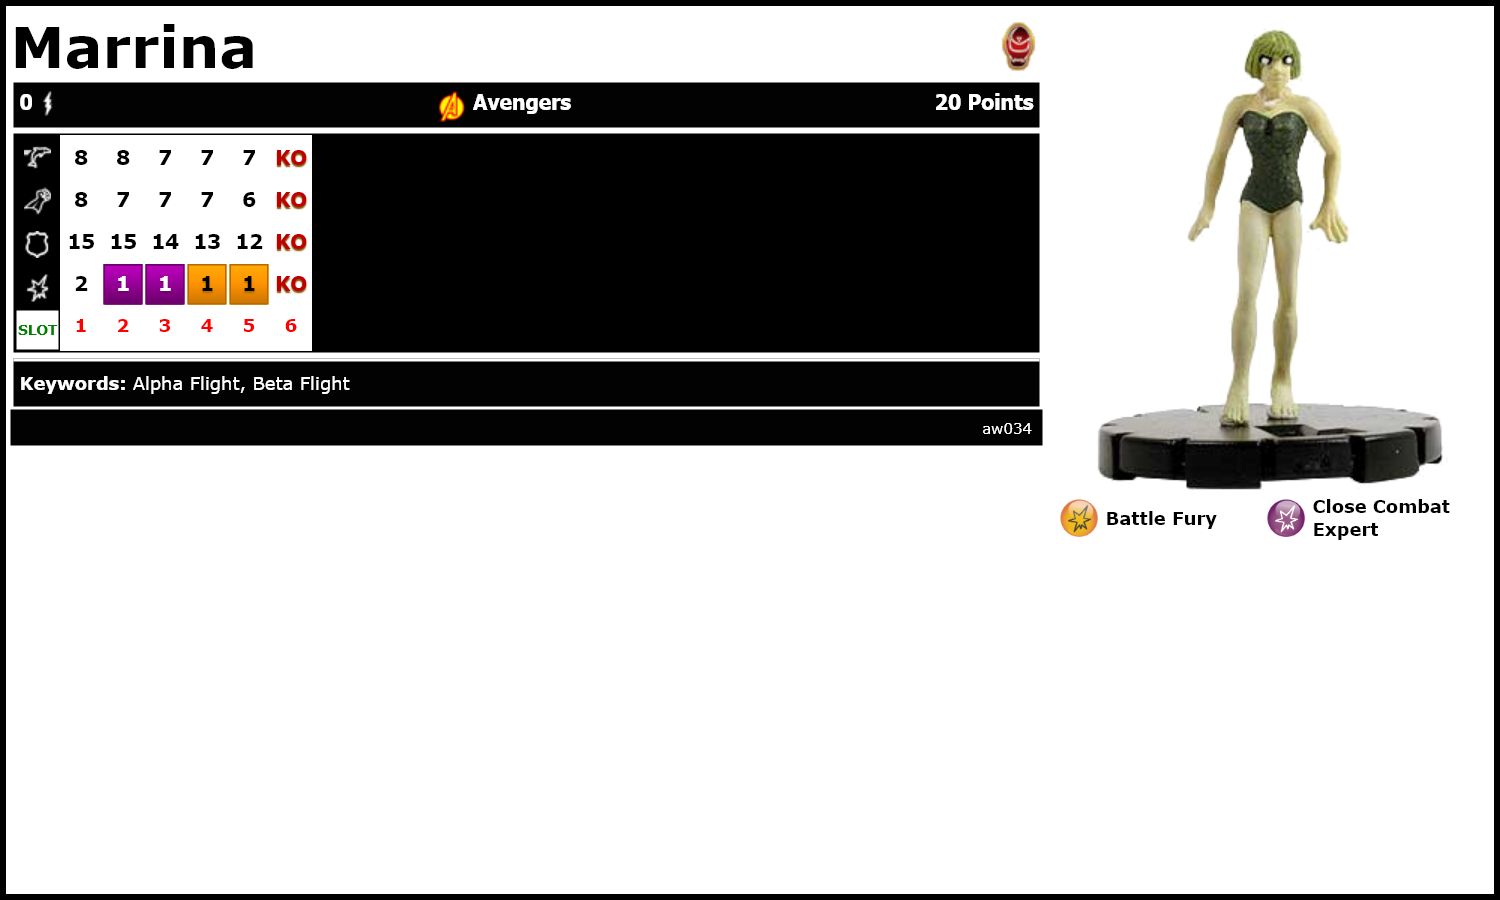 Marrina
0 Avengers 20 Points
8 8 7 7 7 KO
8 7 7 7 6 KO
15 15 14 13 12 KO
2 1 1 1 1 KO
SLOT 1 2 3 4 5 6
Keywords: Alpha Flight, Beta Flight
aw034
Battle Fury
Close Combat
Expert